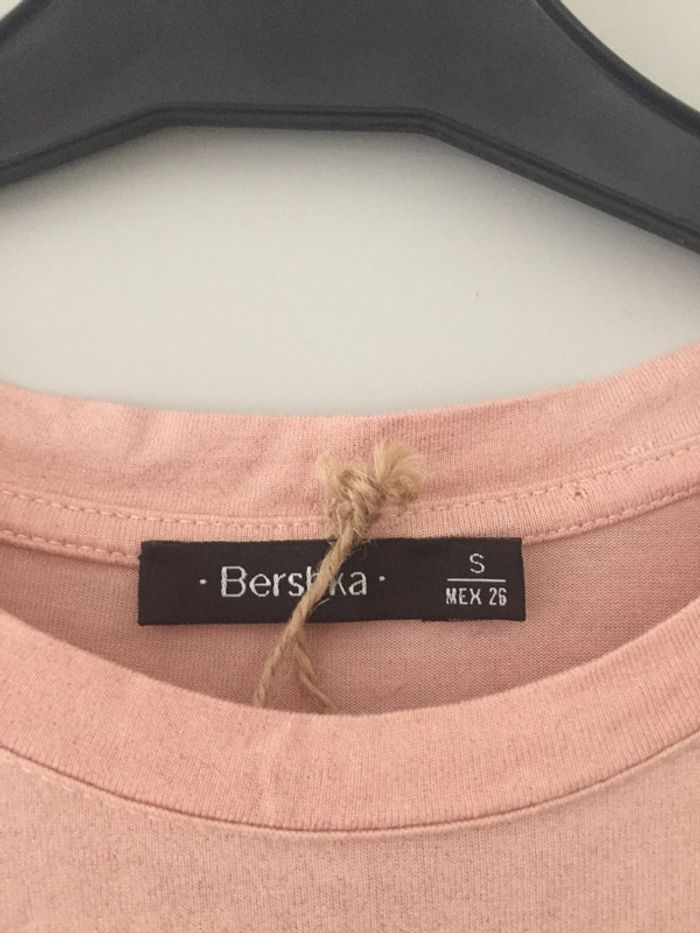 · Bershka ·
S
MEX 26